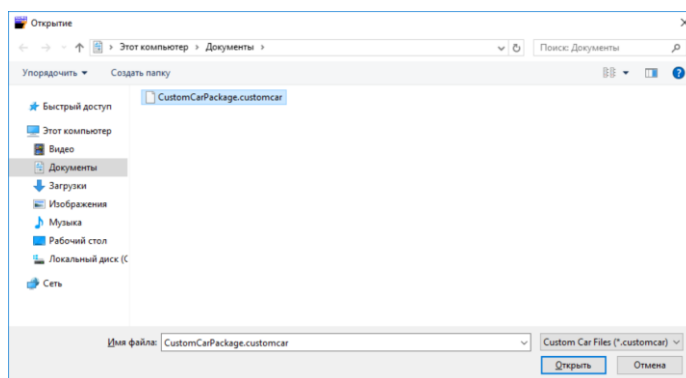 Открытие
Этот компьютер > Документы >
Поиск: Документы
Упорядочить Создать папку
Быстрый доступ
CustomCarPackage.customcar
Этот компьютер
Видео
Документы
Загрузки
Изображения
Музыка
Рабочий стол
Локальный диск (C
Сеть
Имя файла: CustomCarPackage.customcar
Custom Car Files (*.customcar)
Открыть Отмена